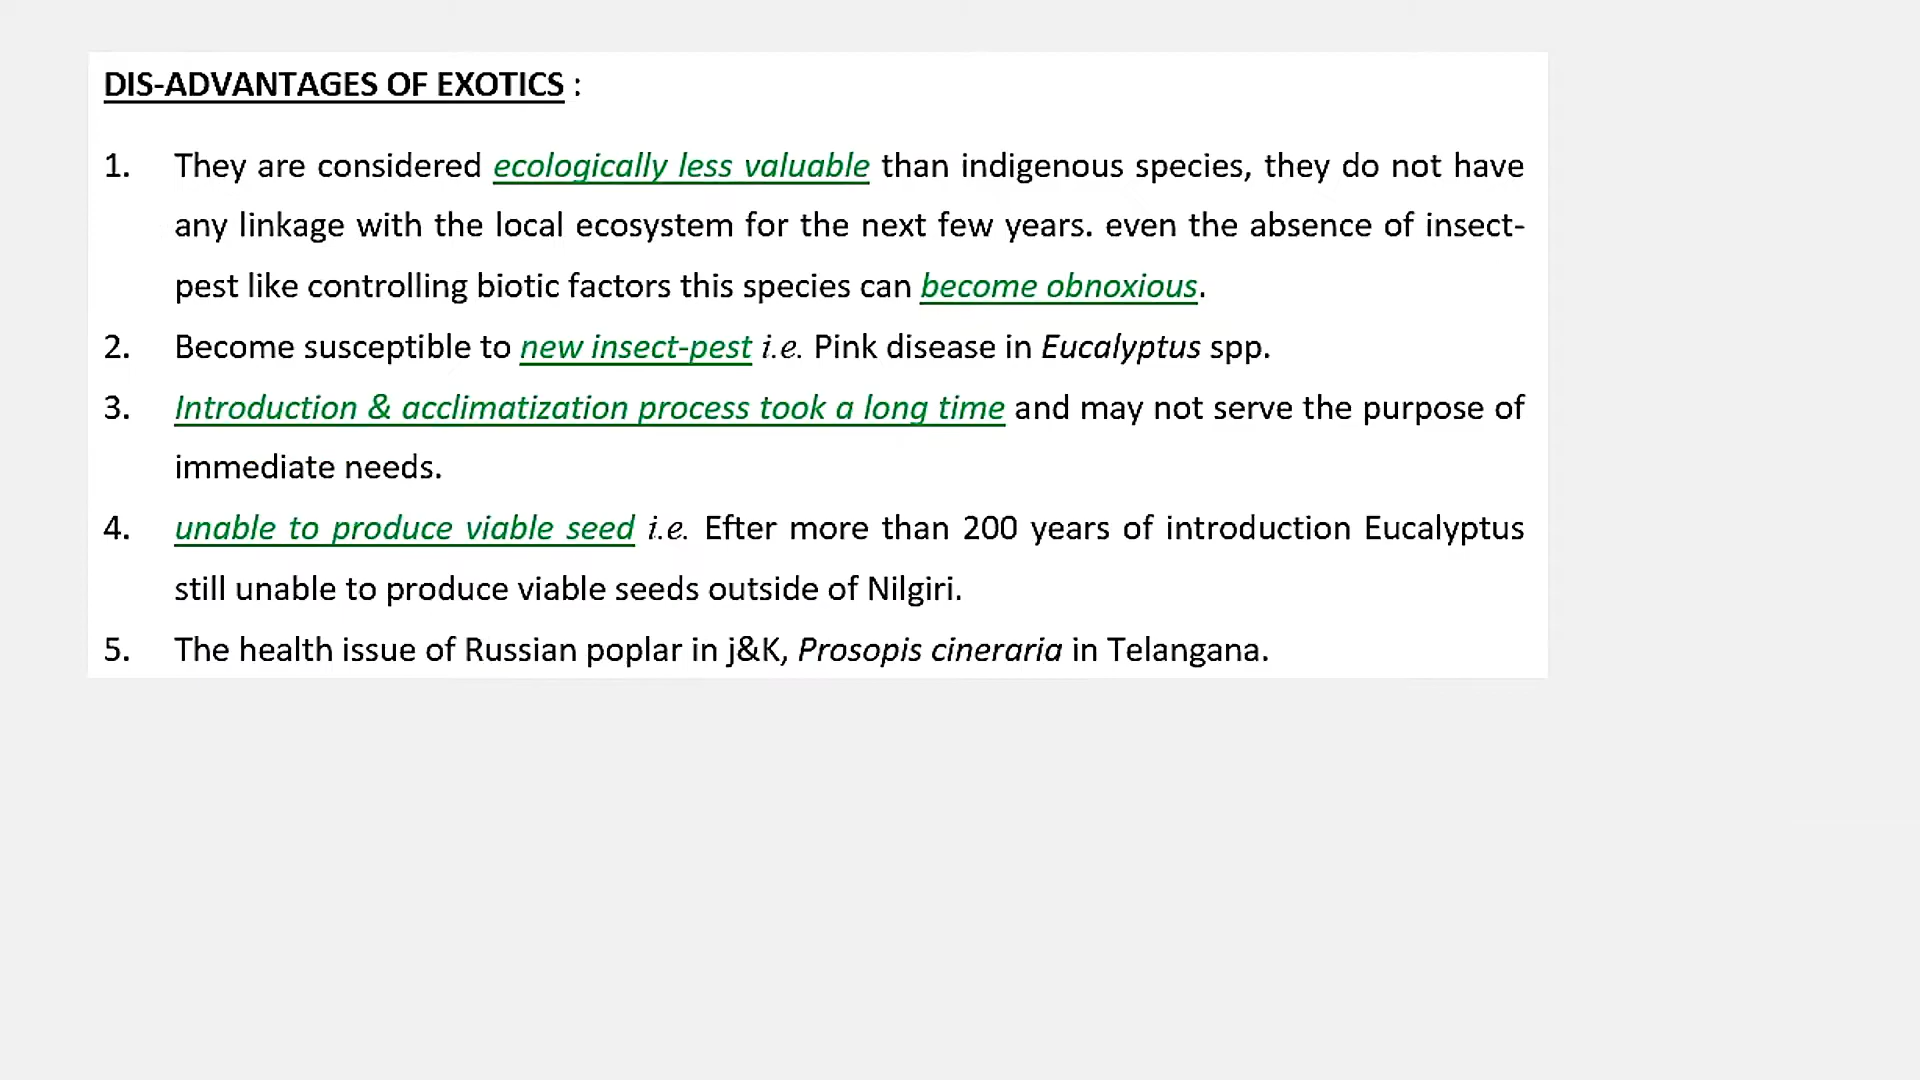 DIS-ADVANTAGES OF EXOTICS :
1. They are considered ecologically less valuable than indigenous species, they do not have
any linkage with the local ecosystem for the next few years. even the absence of insect-
pest like controlling biotic factors this species can become obnoxious.
2. Become susceptible to new insect-pest i.e. Pink disease in Eucalyptus spp.
3. Introduction & acclimatization process took a long time and may not serve the purpose of
immediate needs.
4. unable to produce viable seed i.e. Efter more than 200 years of introduction Eucalyptus
still unable to produce viable seeds outside of Nilgiri.
5. The health issue of Russian poplar in j&K, Prosopis cineraria in Telangana.